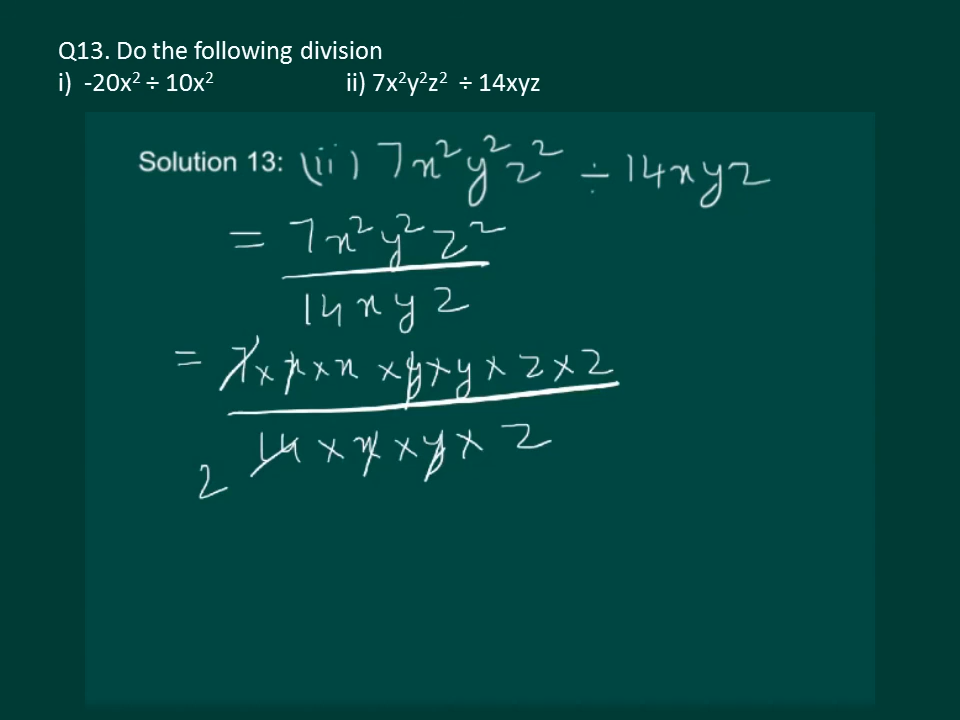 Q13. Do the following division
i) -20x² ÷ 10x² ii) 7x²y²z² ÷ 14xyz
Solution 13: (ii) 7x²y²z² ÷ 14xyz
= 7x²y²z²
14xyz
= 7×x×x×y×y×z×z
14×x×y×z
2